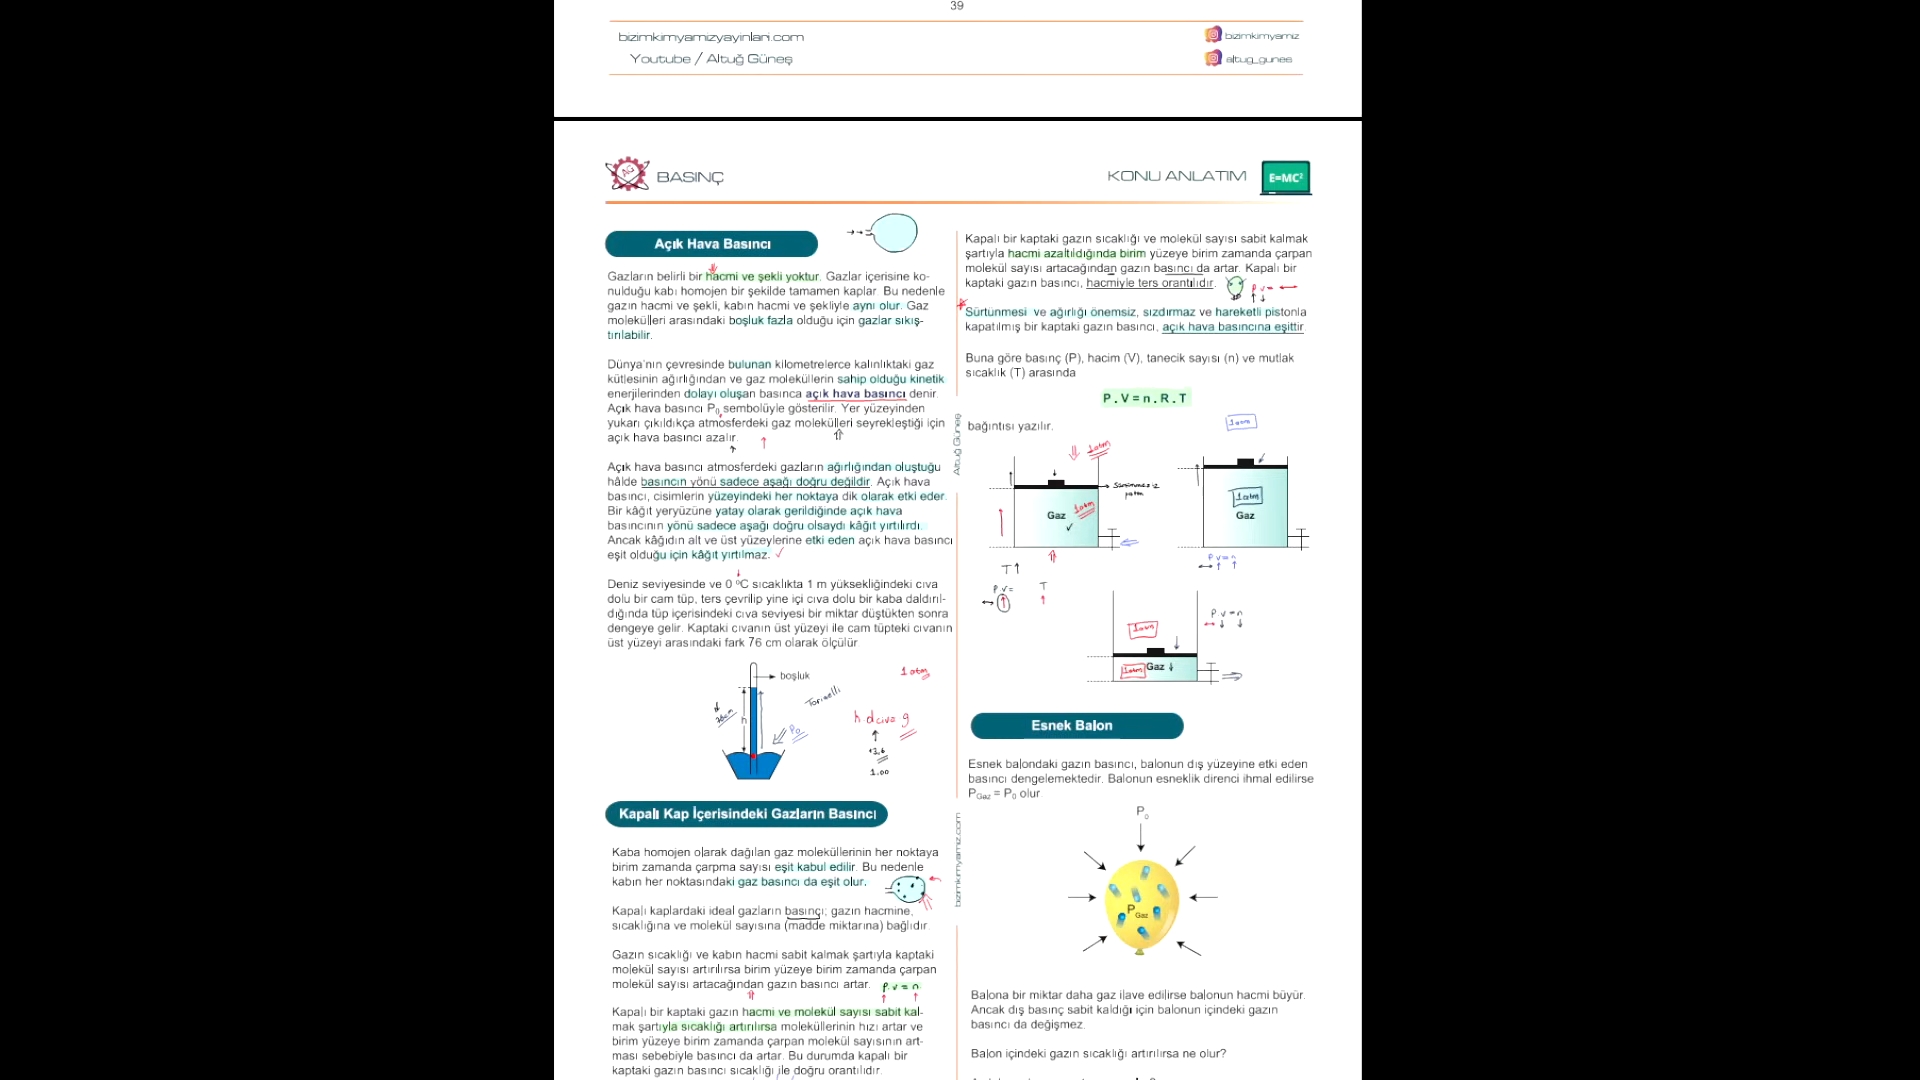 39
bizimkimyamizyayinlari.com
Youtube / Altuğ Güneş
bizimkimyamiz
altug_gunes
AG
BASINÇ
KONU ANLATIM
E=MC²
Açık Hava Basıncı
Gazların belirli bir hacmi ve şekli yoktur. Gazlar içerisine ko-
nulduğu kabı homojen bir şekilde tamamen kaplar. Bu nedenle
gazın hacmi ve şekli, kabın hacmi ve şekliyle aynı olur. Gaz
molekülleri arasındaki boşluk fazla olduğu için gazlar sıkış-
tırılabilir.
Dünya'nın çevresinde bulunan kilometrelerce kalınlıktaki gaz
kütlesinin ağırlığından ve gaz moleküllerin sahip olduğu kinetik
enerjilerinden dolayı oluşan basınca açık hava basıncı denir.
Açık hava basıncı P₀ sembolüyle gösterilir. Yer yüzeyinden
yukarı çıkıldıkça atmosferdeki gaz molekülleri seyrekleştiği için
açık hava basıncı azalır.
Açık hava basıncı atmosferdeki gazların ağırlığından oluştuğu
hâlde basıncın yönü sadece aşağı doğru değildir. Açık hava
basıncı, cisimlerin yüzeyindeki her noktaya dik olarak etki eder.
Bir kâğıt yeryüzüne yatay olarak gerildiğinde açık hava
basıncının yönü sadece aşağı doğru olsaydı kâğıt yırtılırdı.
Ancak kâğıdın alt ve üst yüzeylerine etki eden açık hava basıncı
eşit olduğu için kâğıt yırtılmaz.
Deniz seviyesinde ve 0 °C sıcaklıkta 1 m yüksekliğindeki cıva
dolu bir cam tüp, ters çevrilip yine içi cıva dolu bir kaba daldırıl-
dığında tüp içerisindeki cıva seviyesi bir miktar düştükten sonra
dengeye gelir. Kaptaki cıvanın üst yüzeyi ile cam tüpteki cıvanın
üst yüzeyi arasındaki fark 76 cm olarak ölçülür
boşluk
1 atm
Toricelli
76cm
h
P₀
h.dcıva g
13,6
1.00
Kapalı Kap İçerisindeki Gazların Basıncı
Kaba homojen olarak dağılan gaz moleküllerinin her noktaya
birim zamanda çarpma sayısı eşit kabul edilir. Bu nedenle
kabın her noktasındaki gaz basıncı da eşit olur.
Kapalı kaplardaki ideal gazların basıncı; gazın hacmine,
sıcaklığına ve molekül sayısına (madde miktarına) bağlıdır.
Gazın sıcaklığı ve kabın hacmi sabit kalmak şartıyla kaptaki
molekül sayısı artırılırsa birim yüzeye birim zamanda çarpan
molekül sayısı artacağından gazın basıncı artar.
P.V=n
Kapalı bir kaptaki gazın hacmi ve molekül sayısı sabit kal-
mak şartıyla sıcaklığı artırılırsa moleküllerinin hızı artar ve
birim yüzeye birim zamanda çarpan molekül sayısının art-
ması sebebiyle basıncı da artar. Bu durumda kapalı bir
kaptaki gazın basıncı sıcaklığı ile doğru orantılıdır.
Altuğ Güneş
bizimkimyamiz.com
Kapalı bir kaptaki gazın sıcaklığı ve molekül sayısı sabit kalmak
şartıyla hacmi azaltıldığında birim yüzeye birim zamanda çarpan
molekül sayısı artacağından gazın basıncı da artar. Kapalı bir
kaptaki gazın basıncı, hacmiyle ters orantılıdır.
P.V=
Sürtünmesi ve ağırlığı önemsiz, sızdırmaz ve hareketli pistonla
kapatılmış bir kaptaki gazın basıncı, açık hava basıncına eşittir.
Buna göre basınç (P), hacim (V), tanecik sayısı (n) ve mutlak
sıcaklık (T) arasında
P . V = n . R . T
bağıntısı yazılır.
1atm
1atm
Gaz
1atm
T
P.V=
T
1atm
Gaz
P.V=n
1atm
1atm
Gaz
P.V=n
Esnek Balon
Esnek balondaki gazın basıncı, balonun dış yüzeyine etki eden
basıncı dengelemektedir. Balonun esneklik direnci ihmal edilirse
PGaz = P₀ olur.
P₀
PGaz
Balona bir miktar daha gaz ilave edilirse balonun hacmi büyür.
Ancak dış basınç sabit kaldığı için balonun içindeki gazın
basıncı da değişmez.
Balon içindeki gazın sıcaklığı artırılırsa ne olur?